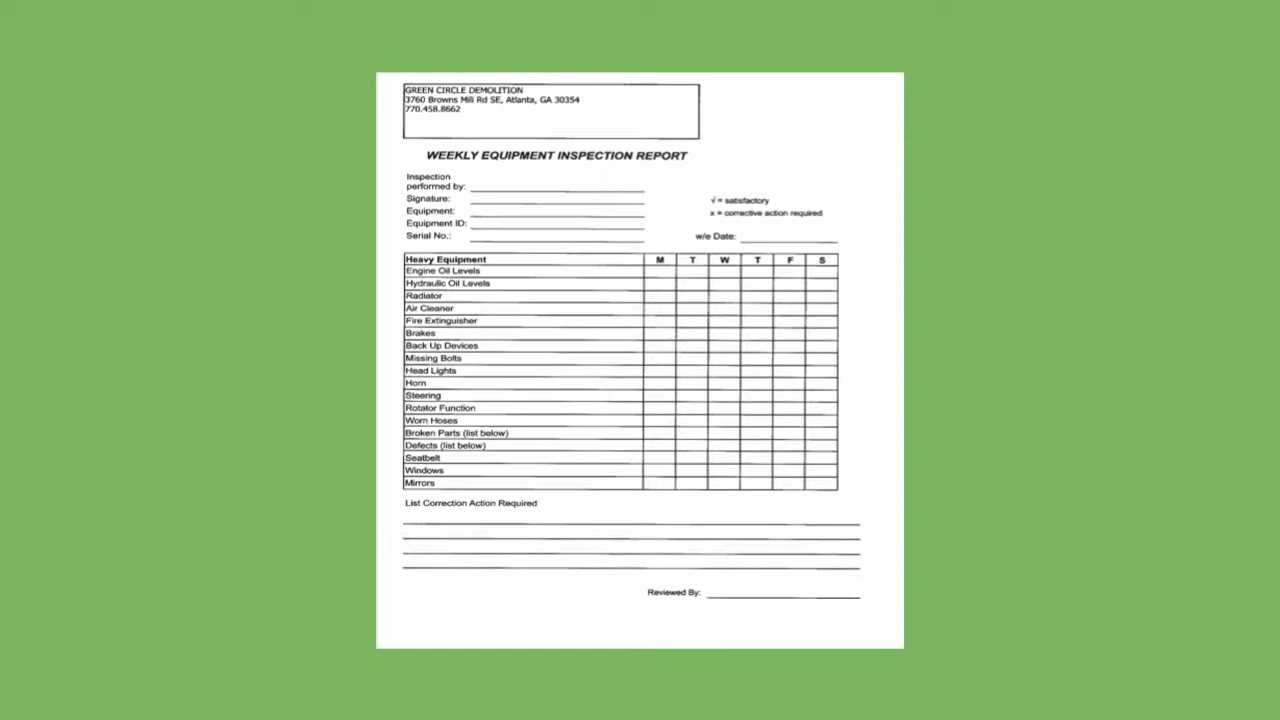 GREEN CIRCLE DEMOLITION
3760 Browns Mill Rd SE, Atlanta, GA 30354
770.458.8662
WEEKLY EQUIPMENT INSPECTION REPORT
Inspection
performed by:
Signature:
Equipment:
Equipment ID:
Serial No.:
√ = satisfactory
x = corrective action required
w/e Date:
Heavy Equipment M T W T F S
Engine Oil Levels
Hydraulic Oil Levels
Radiator
Air Cleaner
Fire Extinguisher
Brakes
Back Up Devices
Missing Bolts
Head Lights
Horn
Steering
Rotator Function
Worn Hoses
Broken Parts (list below)
Defects (list below)
Seatbelt
Windows
Mirrors
List Correction Action Required
Reviewed By: